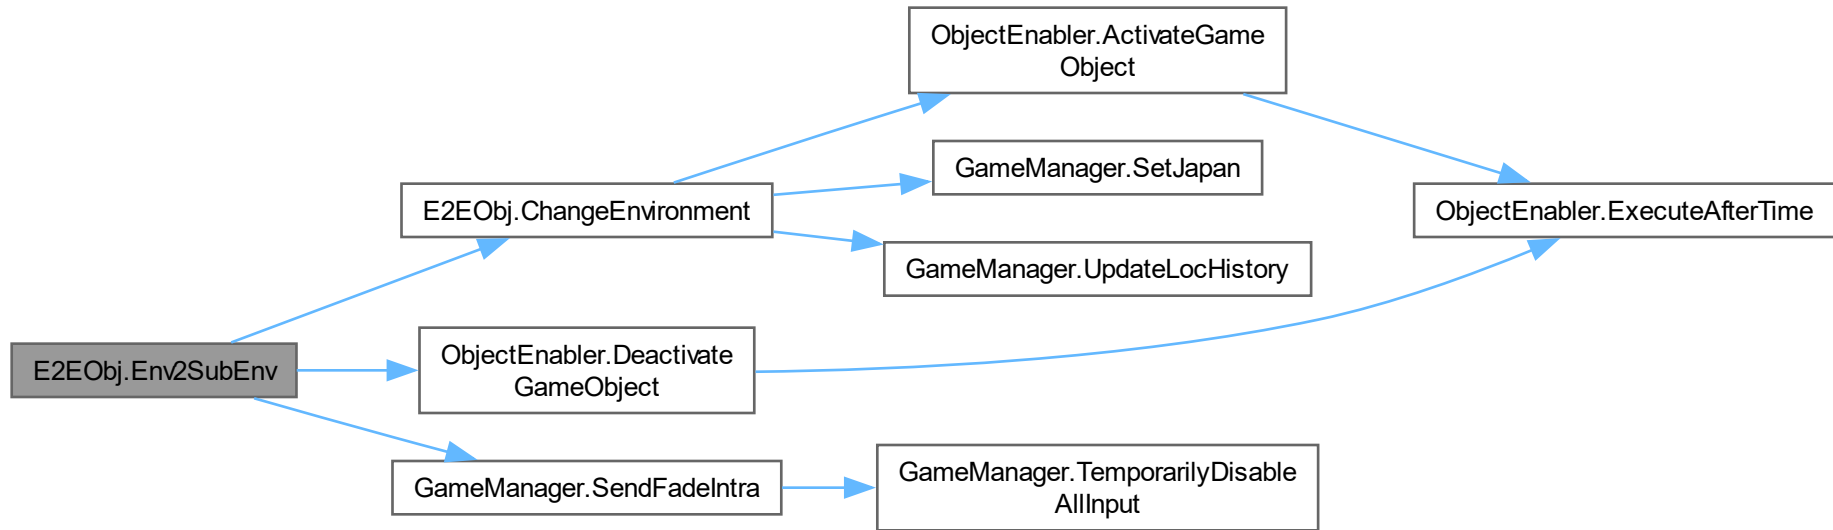 ObjectEnabler.ActivateGame
Object
GameManager.SetJapan
E2EObj.ChangeEnvironment
ObjectEnabler.ExecuteAfterTime
GameManager.UpdateLocHistory
E2EObj.Env2SubEnv
ObjectEnabler.Deactivate
GameObject
GameManager.SendFadeIntra
GameManager.TemporarilyDisable
AllInput